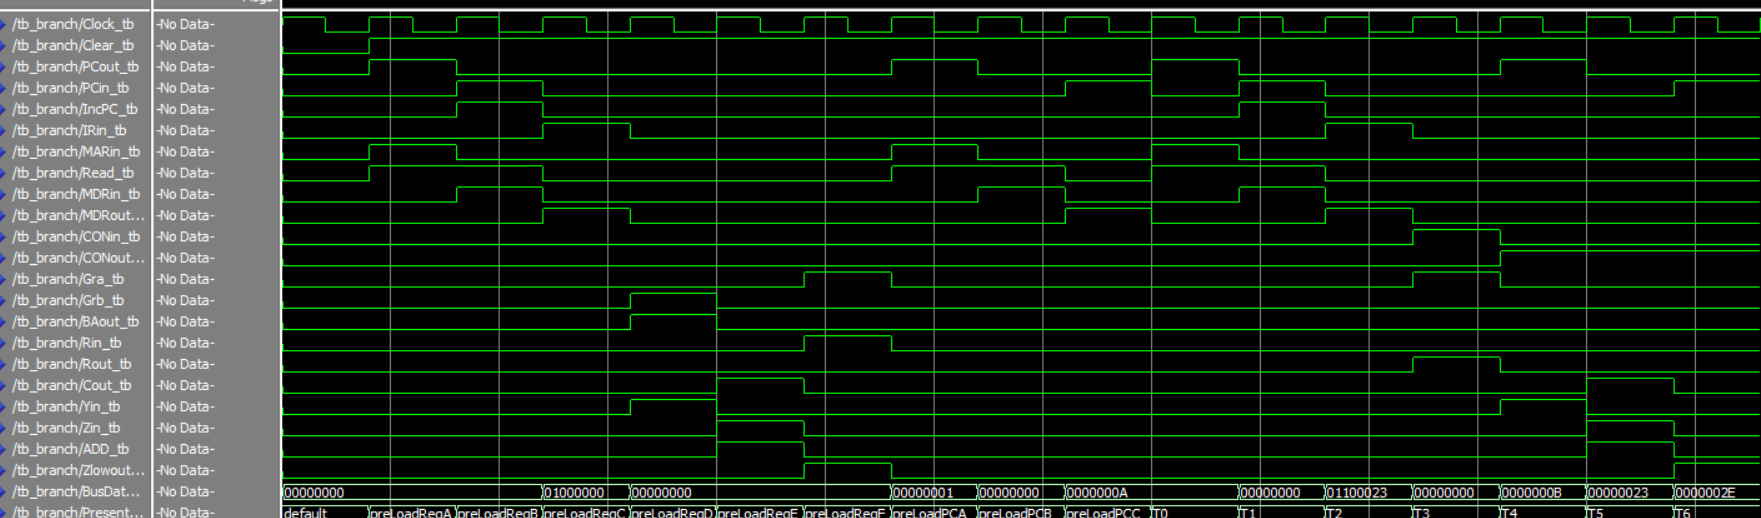 /tb_branch/Clock_tb -No Data-
/tb_branch/Clear_tb -No Data-
/tb_branch/PCout_tb -No Data-
/tb_branch/PCin_tb -No Data-
/tb_branch/IncPC_tb -No Data-
/tb_branch/IRin_tb -No Data-
/tb_branch/MARin_tb -No Data-
/tb_branch/Read_tb -No Data-
/tb_branch/MDRin_tb -No Data-
/tb_branch/MDRout... -No Data-
/tb_branch/CONin_tb -No Data-
/tb_branch/CONout... -No Data-
/tb_branch/Gra_tb -No Data-
/tb_branch/Grb_tb -No Data-
/tb_branch/BAout_tb -No Data-
/tb_branch/Rin_tb -No Data-
/tb_branch/Rout_tb -No Data-
/tb_branch/Cout_tb -No Data-
/tb_branch/Yin_tb -No Data-
/tb_branch/Zin_tb -No Data-
/tb_branch/ADD_tb -No Data-
/tb_branch/Zlowout... -No Data-
/tb_branch/BusDat... -No Data- 00000000 01000000 00000000 00000001 00000000 0000000A 00000000 01100023 00000000 0000000B 00000023 0000002E
/tb_branch/Present... -No Data- default preLoadRegA preLoadRegB preLoadRegC preLoadRegD preLoadRegE preLoadRegF preLoadPCA preLoadPCB preLoadPCC T0 T1 T2 T3 T4 T5 T6